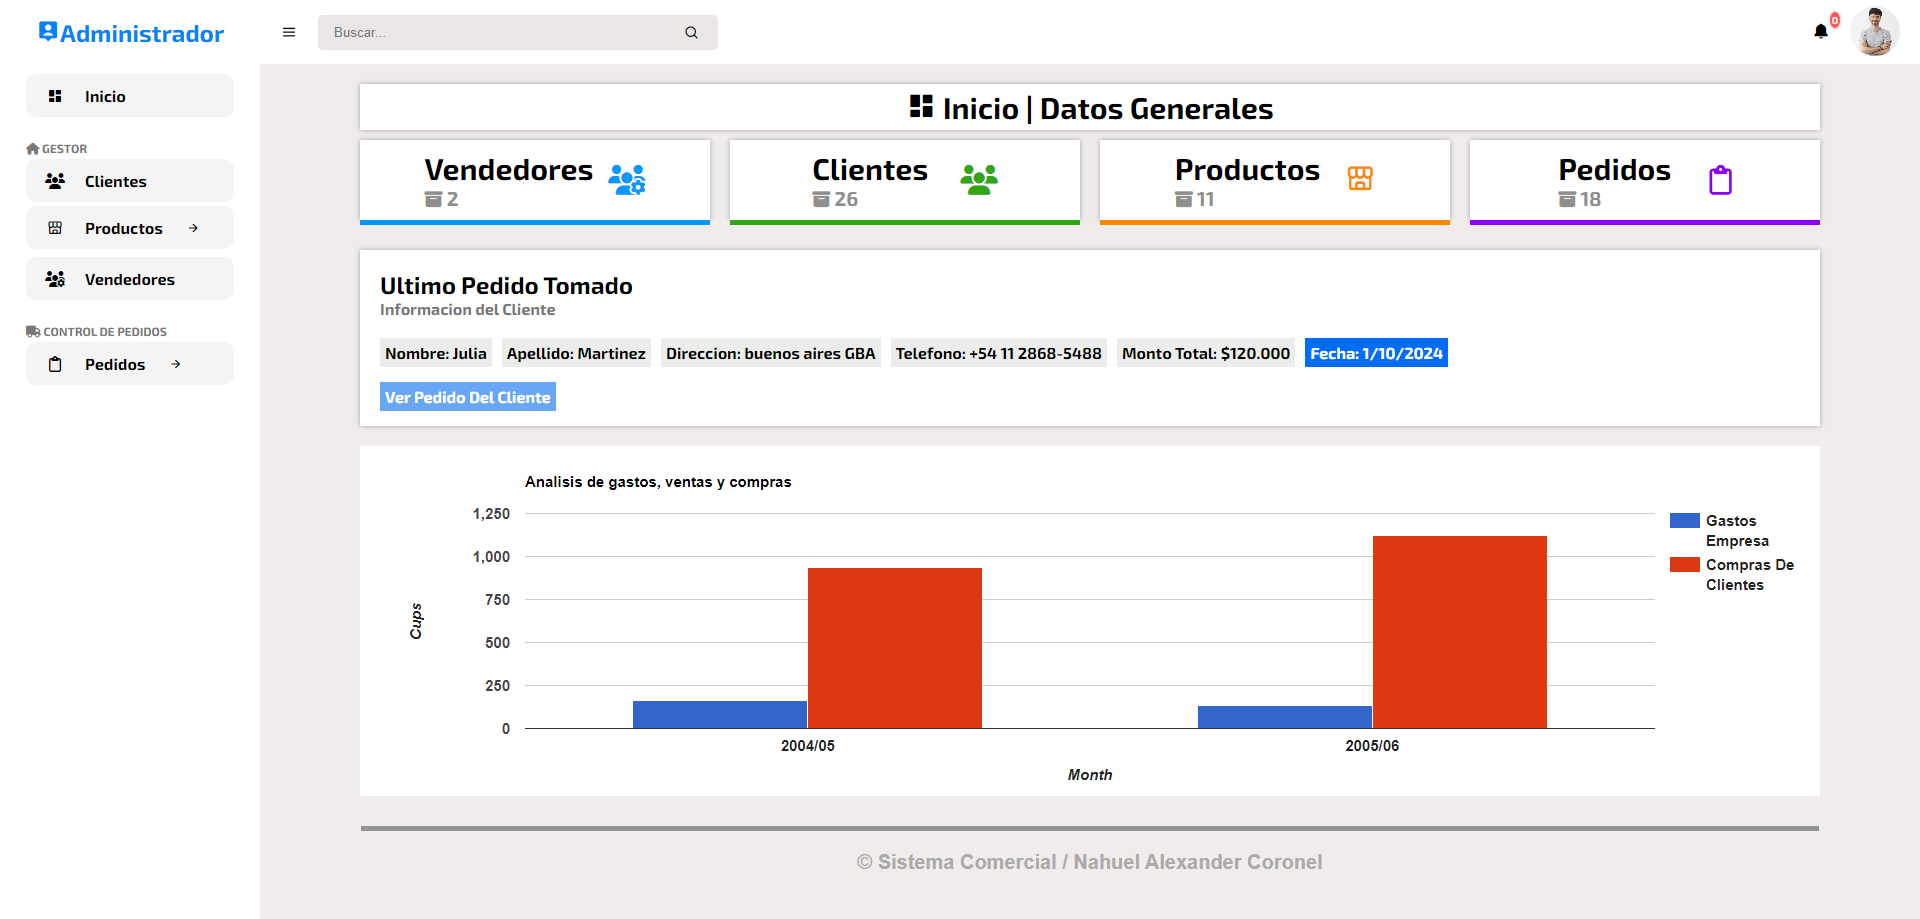 Administrador
Buscar...
0
Inicio
GESTOR
Clientes
Productos
Vendedores
CONTROL DE PEDIDOS
Pedidos
Inicio | Datos Generales
Vendedores
2
Clientes
26
Productos
11
Pedidos
18
Ultimo Pedido Tomado
Informacion del Cliente
Nombre: Julia Apellido: Martinez Direccion: buenos aires GBA Telefono: +54 11 2868-5488 Monto Total: $120.000 Fecha: 1/10/2024
Ver Pedido Del Cliente
Analisis de gastos, ventas y compras
1,250
1,000
750
500
250
0
Cups
2004/05 2005/06
Month
Gastos
Empresa
Compras De
Clientes
© Sistema Comercial / Nahuel Alexander Coronel